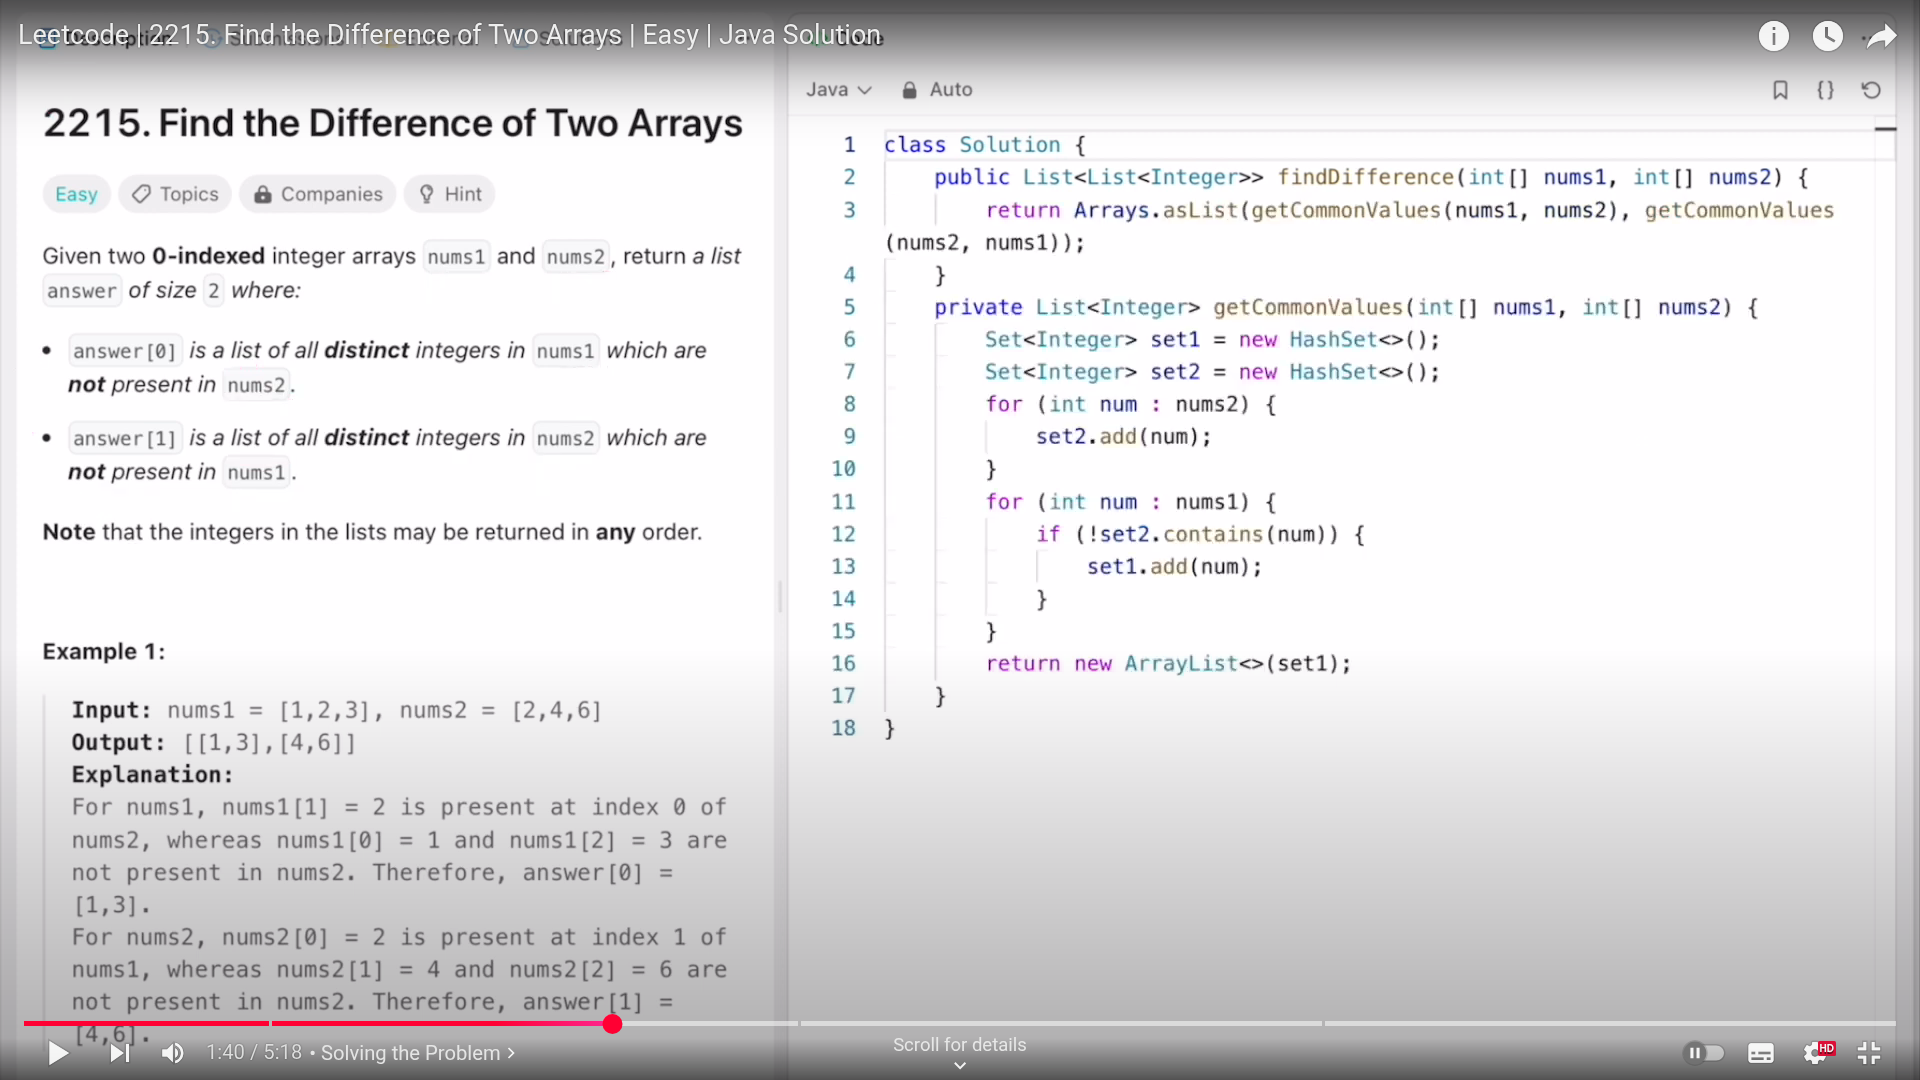 Leetcode | 2215. Find the Difference of Two Arrays | Easy | Java Solution
Java
Auto
2215. Find the Difference of Two Arrays
Easy
Topics
Companies
Hint
Given two 0-indexed integer arrays nums1 and nums2, return a list
answer of size 2 where:
• answer[0] is a list of all distinct integers in nums1 which are
not present in nums2.
• answer[1] is a list of all distinct integers in nums2 which are
not present in nums1.
Note that the integers in the lists may be returned in any order.
Example 1:
Input: nums1 = [1,2,3], nums2 = [2,4,6]
Output: [[1,3],[4,6]]
Explanation:
For nums1, nums1[1] = 2 is present at index 0 of
nums2, whereas nums1[0] = 1 and nums1[2] = 3 are
not present in nums2. Therefore, answer[0] =
[1,3].
For nums2, nums2[0] = 2 is present at index 1 of
nums1, whereas nums2[1] = 4 and nums2[2] = 6 are
not present in nums2. Therefore, answer[1] =
[4,6].
1 class Solution {
2 public List<List<Integer>> findDifference(int[] nums1, int[] nums2) {
3 return Arrays.asList(getCommonValues(nums1, nums2), getCommonValues
(nums2, nums1));
4 }
5 private List<Integer> getCommonValues(int[] nums1, int[] nums2) {
6 Set<Integer> set1 = new HashSet<>();
7 Set<Integer> set2 = new HashSet<>();
8 for (int num : nums2) {
9 set2.add(num);
10 }
11 for (int num : nums1) {
12 if (!set2.contains(num)) {
13 set1.add(num);
14 }
15 }
16 return new ArrayList<>(set1);
17 }
18 }
1:40 / 5:18 • Solving the Problem
Scroll for details
HD